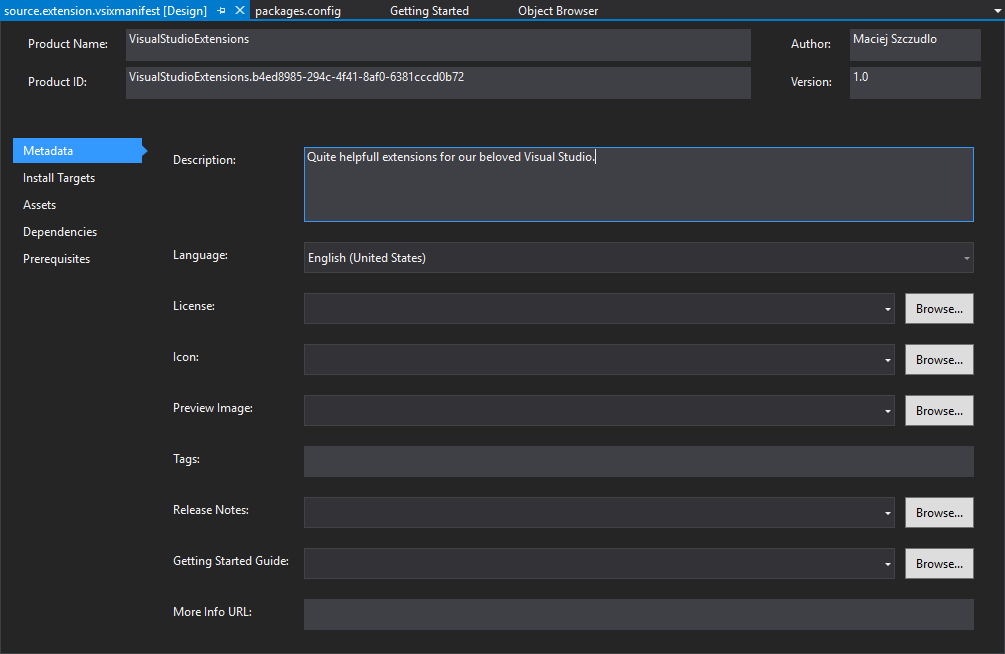 source.extension.vsixmanifest [Design] packages.config Getting Started Object Browser
Product Name: VisualStudioExtensions Author: Maciej Szczudlo
Product ID: VisualStudioExtensions.b4ed8985-294c-4f41-8af0-6381cccd0b72 Version: 1.0
Metadata
Install Targets
Assets
Dependencies
Prerequisites
Description: Quite helpfull extensions for our beloved Visual Studio.
Language: English (United States)
License: Browse...
Icon: Browse...
Preview Image: Browse...
Tags:
Release Notes: Browse...
Getting Started Guide: Browse...
More Info URL: